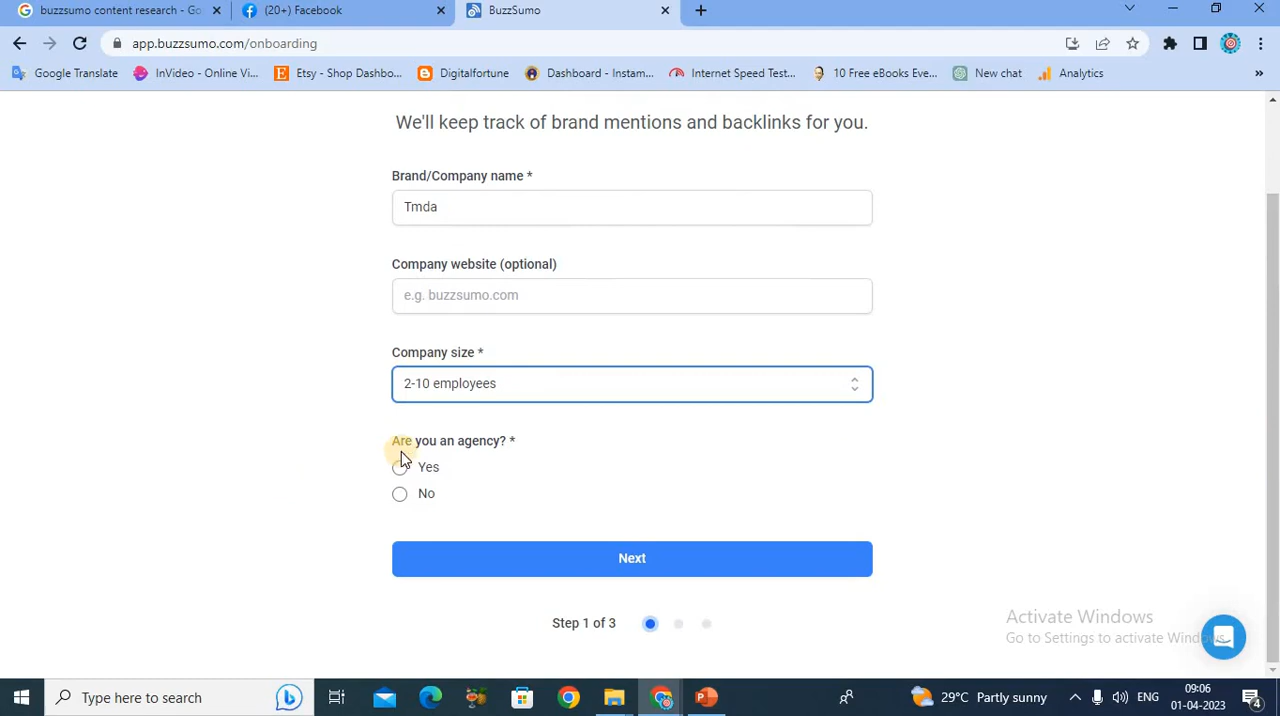 buzzsumo content research - Go
(20+) Facebook
BuzzSumo
app.buzzsumo.com/onboarding
Google Translate
InVideo - Online Vi...
Etsy - Shop Dashbo...
Digitalfortune
Dashboard - Instam...
Internet Speed Test...
10 Free eBooks Eve...
New chat
Analytics
We'll keep track of brand mentions and backlinks for you.
Brand/Company name *
Tmda
Company website (optional)
e.g. buzzsumo.com
Company size *
2-10 employees
Are you an agency? *
Yes
No
Next
Step 1 of 3
Activate Windows
Go to Settings to activate Windows.
Type here to search
29°C Partly sunny
ENG
09:06
01-04-2023
4